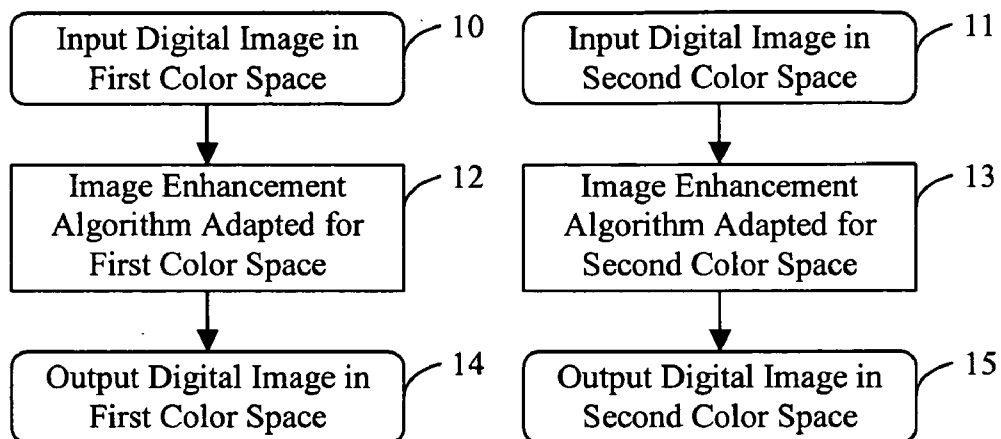 Input Digital Image in
First Color Space
10
Input Digital Image in
Second Color Space
11
Image Enhancement
Algorithm Adapted for
First Color Space
12
Image Enhancement
Algorithm Adapted for
Second Color Space
13
Output Digital Image in
First Color Space
14
Output Digital Image in
Second Color Space
15